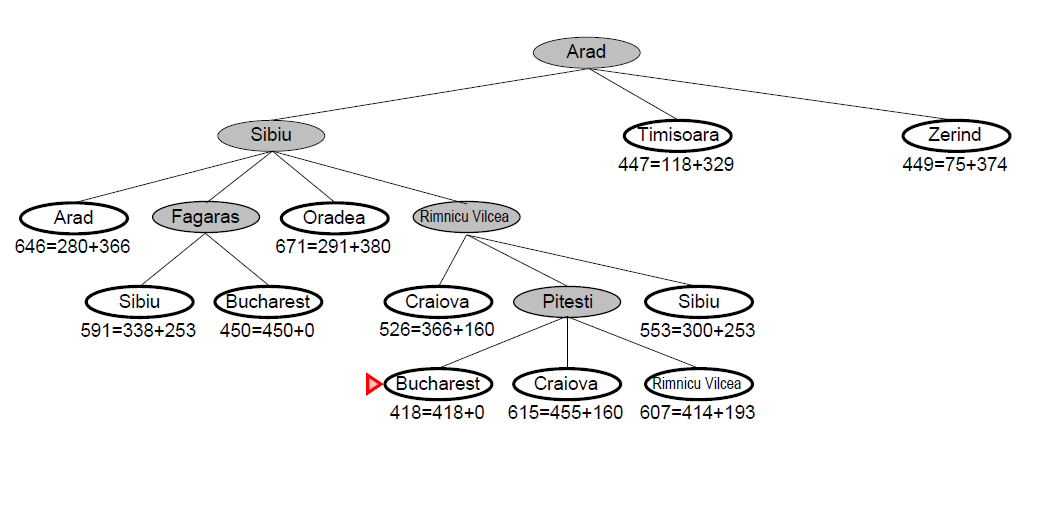 Arad
Sibiu Timisoara Zerind
447=118+329 449=75+374
Arad Fagaras Oradea Rimnicu Vilcea
646=280+366 671=291+380
Sibiu Bucharest Craiova Pitesti Sibiu
591=338+253 450=450+0 526=366+160 553=300+253
Bucharest Craiova Rimnicu Vilcea
418=418+0 615=455+160 607=414+193